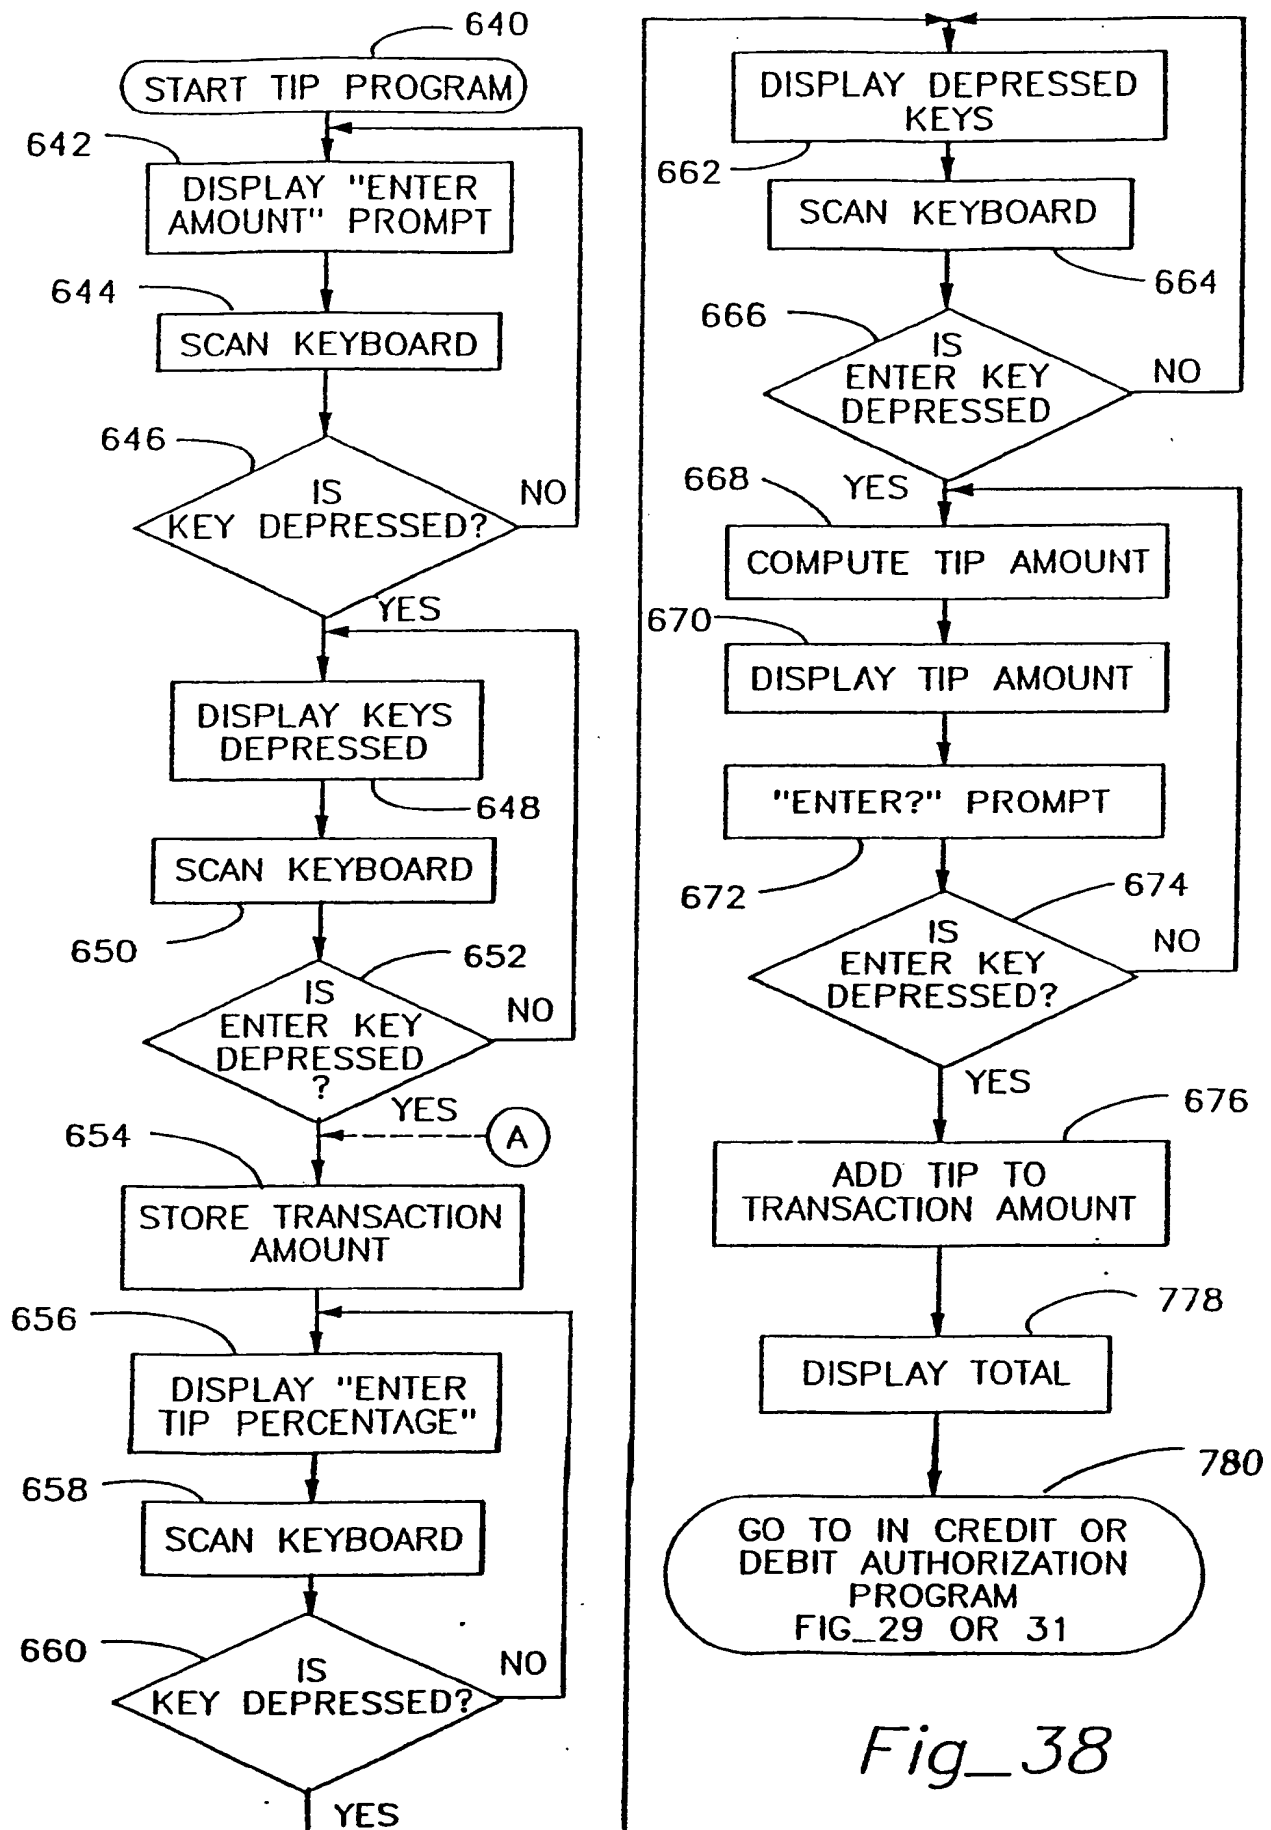 640
START TIP PROGRAM
642
DISPLAY "ENTER
AMOUNT" PROMPT
644
SCAN KEYBOARD
646
IS
KEY DEPRESSED?
NO
YES
DISPLAY KEYS
DEPRESSED
648
SCAN KEYBOARD
650
652
IS
ENTER KEY
DEPRESSED
?
NO
YES
A
654
STORE TRANSACTION
AMOUNT
656
DISPLAY "ENTER
TIP PERCENTAGE"
658
SCAN KEYBOARD
660
IS
KEY DEPRESSED?
NO
YES
DISPLAY DEPRESSED
KEYS
662
SCAN KEYBOARD
664
666
IS
ENTER KEY
DEPRESSED
NO
YES
668
COMPUTE TIP AMOUNT
670
DISPLAY TIP AMOUNT
"ENTER?" PROMPT
672
674
IS
ENTER KEY
DEPRESSED?
NO
YES
676
ADD TIP TO
TRANSACTION AMOUNT
778
DISPLAY TOTAL
780
GO TO IN CREDIT OR
DEBIT AUTHORIZATION
PROGRAM
FIG_29 OR 31
Fig_38